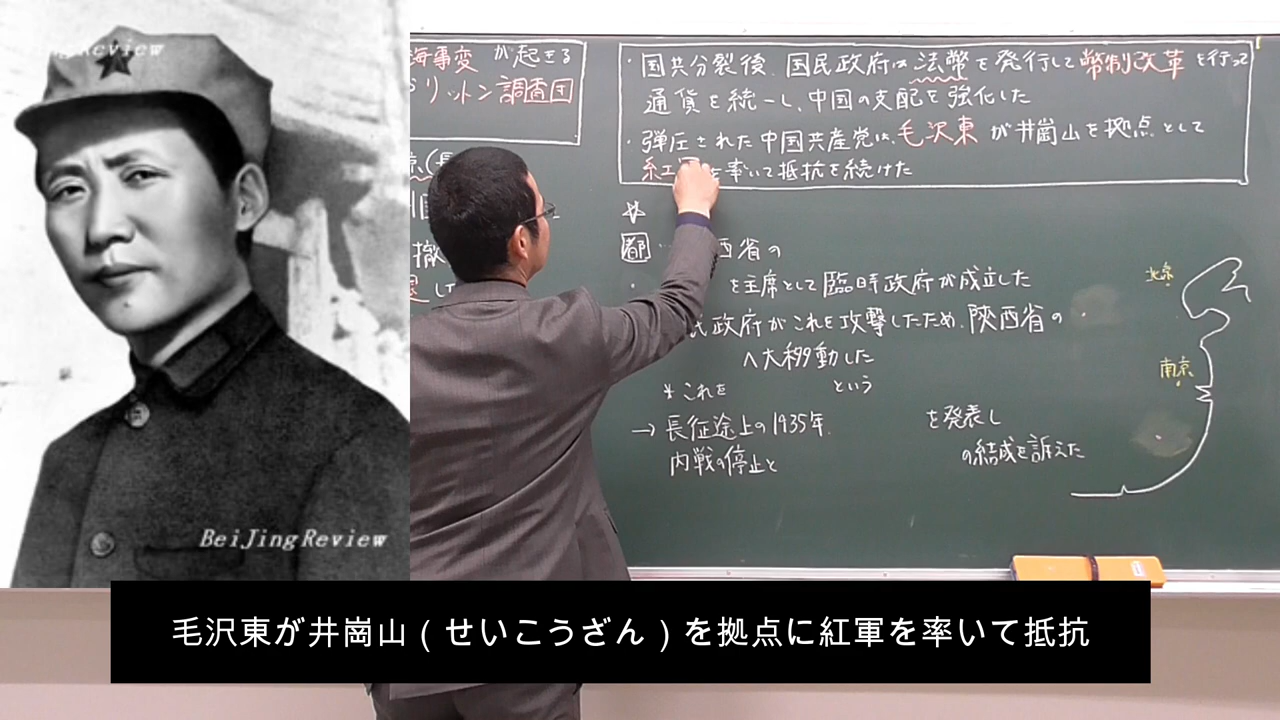 BeiJingReview
海事変 が起きる
リットン調査団
・国共分裂後、国民政府は法幣を発行して幣制改革を行って
通貨を統一し、中国の支配を強化した
・弾圧された中国共産党は、毛沢東が井崗山を拠点として
紅 を率いて抵抗を続けた
☆
都 … 西省の
・ を主席として臨時政府が成立した
民政府がこれを攻撃したため、陝西省の
へ大移動した
* これを という
→ 長征途上の1935年、 を発表し
内戦の停止と の結成を訴えた
北京
南京
BeiJingReview
毛沢東が井崗山（せいこうざん）を拠点に紅軍を率いて抵抗